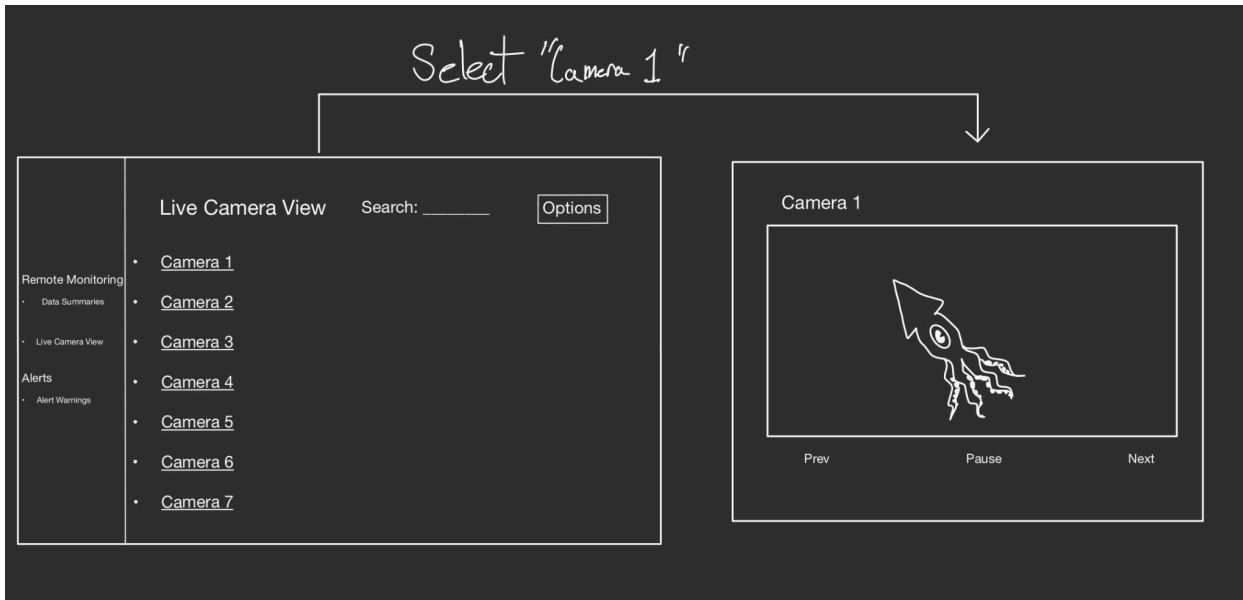 Select "Camera 1"
Live Camera View
Search: ________
Options
Remote Monitoring
• Data Summaries
• Live Camera View
Alerts
• Alert Warnings
• Camera 1
• Camera 2
• Camera 3
• Camera 4
• Camera 5
• Camera 6
• Camera 7
Camera 1
Prev
Pause
Next